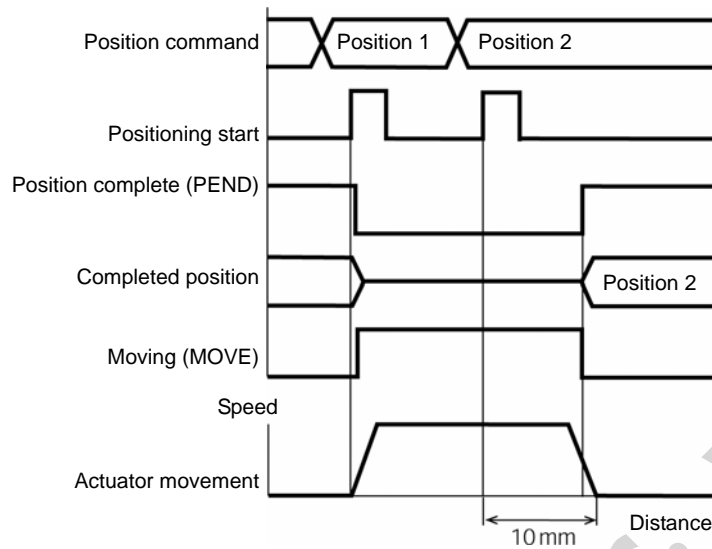 Position command
Position 1
Position 2
Positioning start
Position complete (PEND)
Completed position
Position 2
Moving (MOVE)
Speed
Actuator movement
10 mm
Distance